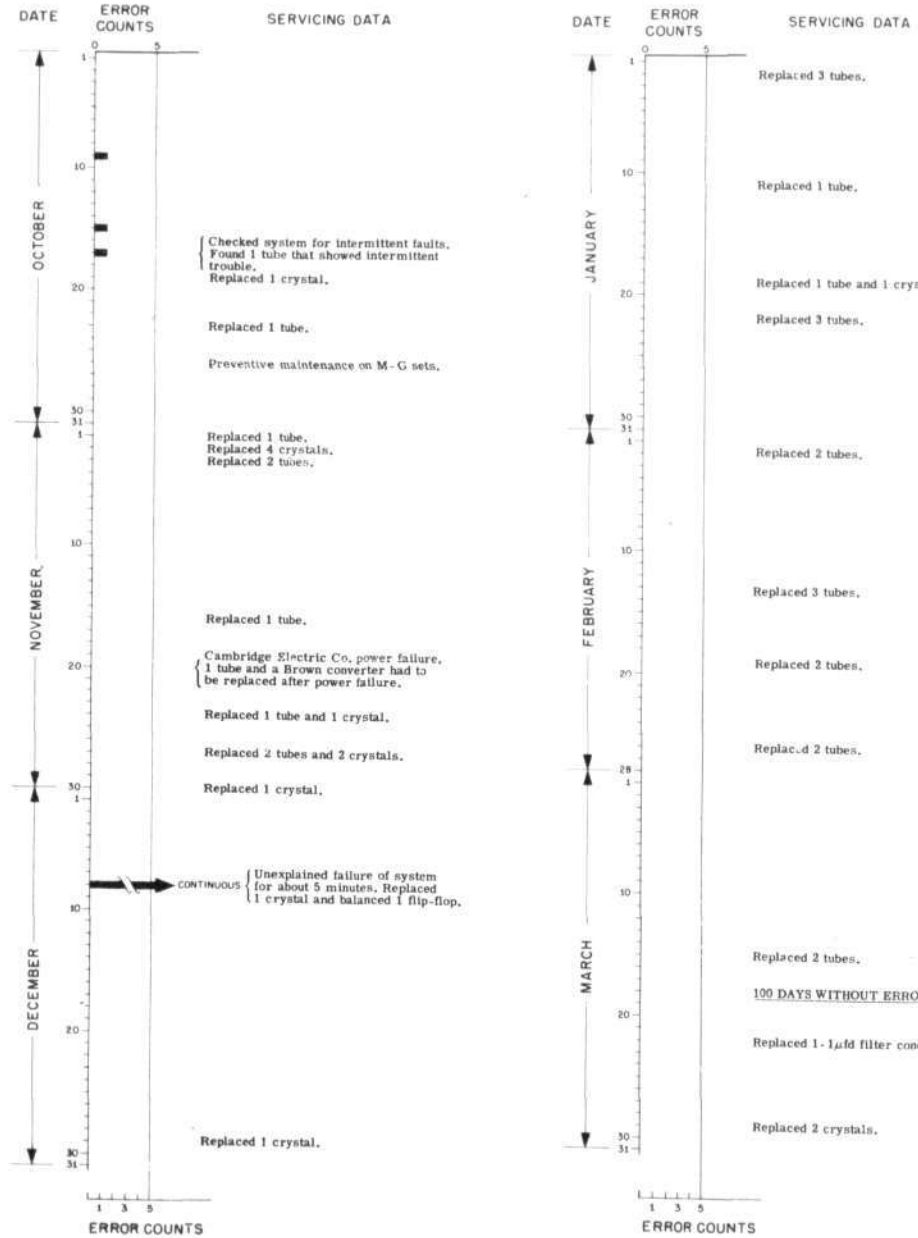 DATE
ERROR
COUNTS
SERVICING DATA
0 5
1
10
20
30
31
OCTOBER
Checked system for intermittent faults.
Found 1 tube that showed intermittent
trouble.
Replaced 1 crystal.
Replaced 1 tube.
Preventive maintenance on M-G sets.
1
10
20
30
NOVEMBER
Replaced 1 tube.
Replaced 4 crystals.
Replaced 2 tubes.
Replaced 1 tube.
Cambridge Electric Co. power failure.
1 tube and a Brown converter had to
be replaced after power failure.
Replaced 1 tube and 1 crystal.
Replaced 2 tubes and 2 crystals.
Replaced 1 crystal.
1
10
20
30
31
DECEMBER
CONTINUOUS
Unexplained failure of system
for about 5 minutes. Replaced
1 crystal and balanced 1 flip-flop.
Replaced 1 crystal.
1 3 5
ERROR COUNTS
DATE
ERROR
COUNTS
SERVICING DATA
0 5
1
10
20
30
31
JANUARY
Replaced 3 tubes.
Replaced 1 tube.
Replaced 1 tube and 1 crys
Replaced 3 tubes.
1
10
20
28
FEBRUARY
Replaced 2 tubes.
Replaced 3 tubes.
Replaced 2 tubes.
Replaced 2 tubes.
1
10
20
30
31
MARCH
Replaced 2 tubes.
100 DAYS WITHOUT ERRO
Replaced 1-1µfd filter con
Replaced 2 crystals.
1 3 5
ERROR COUNTS